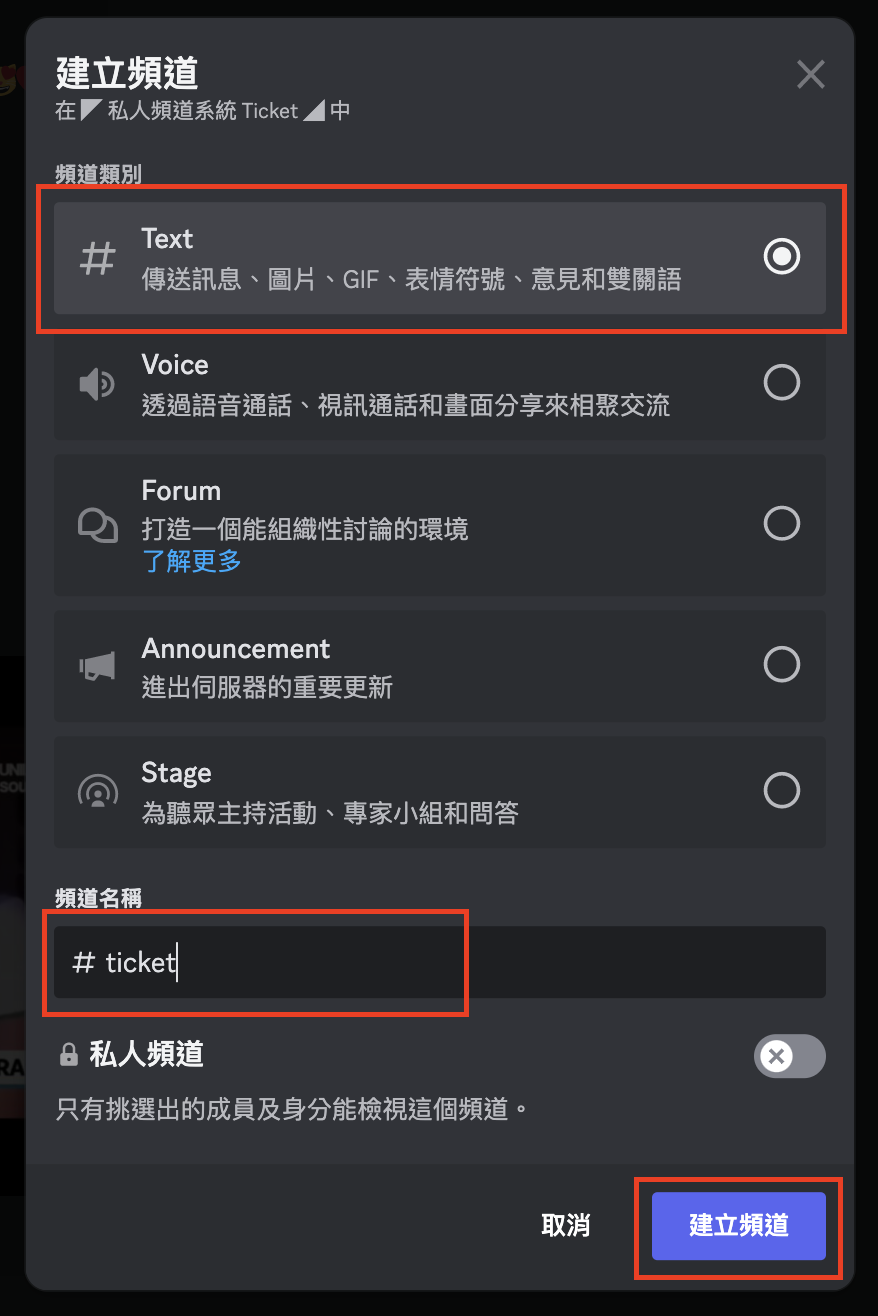 建立頻道
在◤私人頻道系統 Ticket◢中
頻道類別
Text
傳送訊息、圖片、GIF、表情符號、意見和雙關語
Voice
透過語音通話、視訊通話和畫面分享來相聚交流
Forum
打造一個能組織性討論的環境
了解更多
Announcement
進出伺服器的重要更新
Stage
為聽眾主持活動、專家小組和問答
頻道名稱
# ticket
私人頻道
只有挑選出的成員及身分能檢視這個頻道。
取消
建立頻道